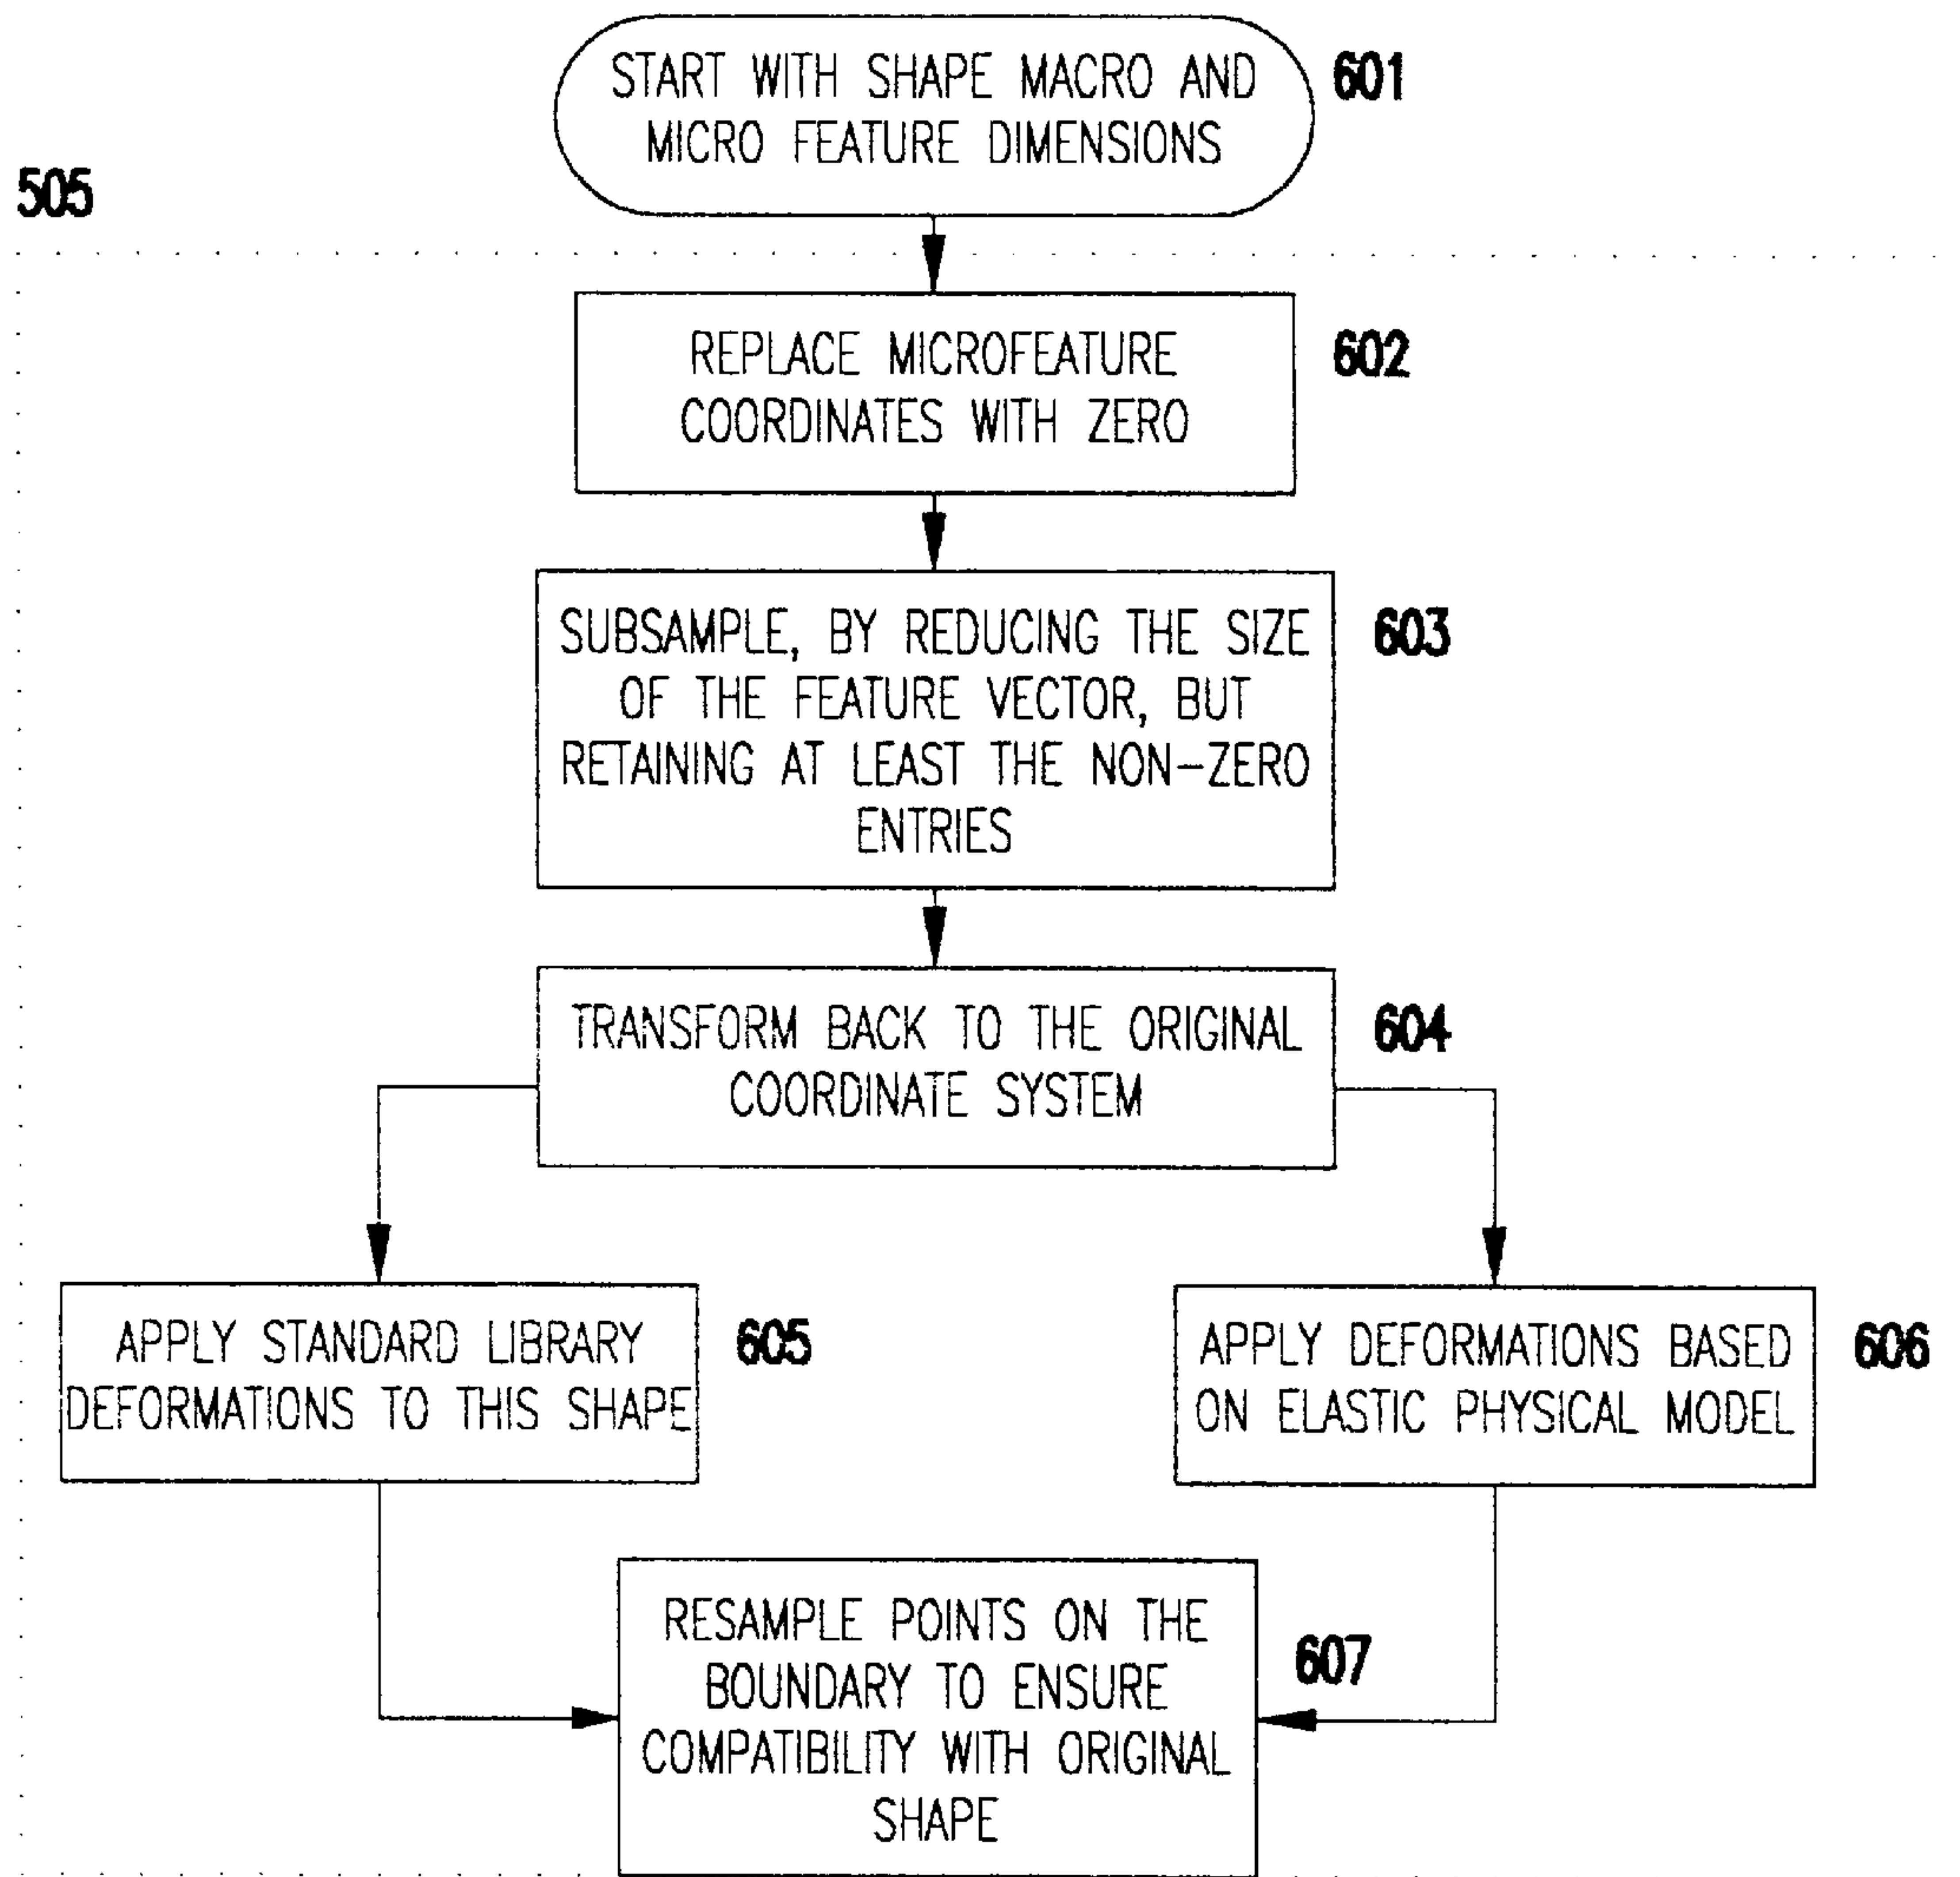 START WITH SHAPE MACRO AND
MICRO FEATURE DIMENSIONS
601
505
REPLACE MICROFEATURE
COORDINATES WITH ZERO
602
SUBSAMPLE, BY REDUCING THE SIZE
OF THE FEATURE VECTOR, BUT
RETAINING AT LEAST THE NON-ZERO
ENTRIES
603
TRANSFORM BACK TO THE ORIGINAL
COORDINATE SYSTEM
604
APPLY STANDARD LIBRARY
DEFORMATIONS TO THIS SHAPE
605
APPLY DEFORMATIONS BASED
ON ELASTIC PHYSICAL MODEL
606
RESAMPLE POINTS ON THE
BOUNDARY TO ENSURE
COMPATIBILITY WITH ORIGINAL
SHAPE
607